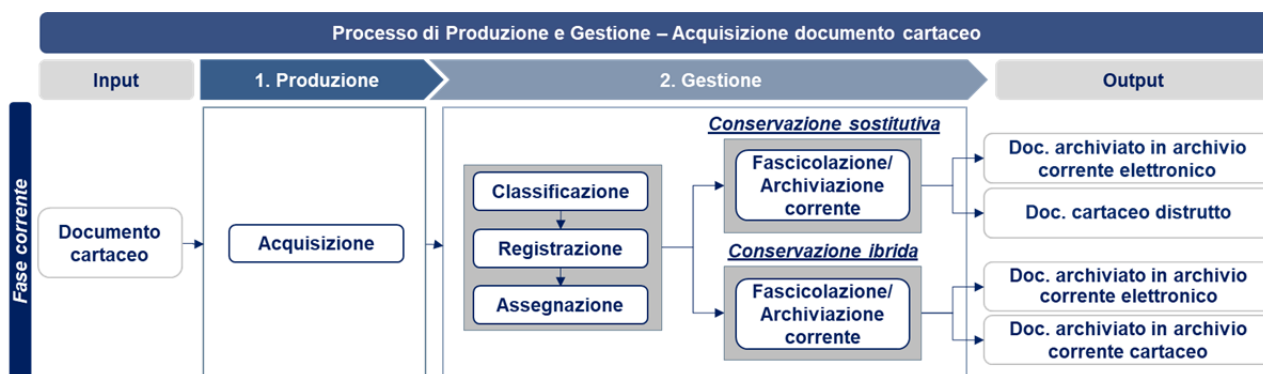 Processo di Produzione e Gestione – Acquisizione documento cartaceo
Input
1. Produzione
2. Gestione
Output
Fase corrente
Documento
cartaceo
Acquisizione
Classificazione
Registrazione
Assegnazione
Conservazione sostitutiva
Fascicolazione/
Archiviazione
corrente
Conservazione ibrida
Fascicolazione/
Archiviazione
corrente
Doc. archiviato in archivio
corrente elettronico
Doc. cartaceo distrutto
Doc. archiviato in archivio
corrente elettronico
Doc. archiviato in archivio
corrente cartaceo